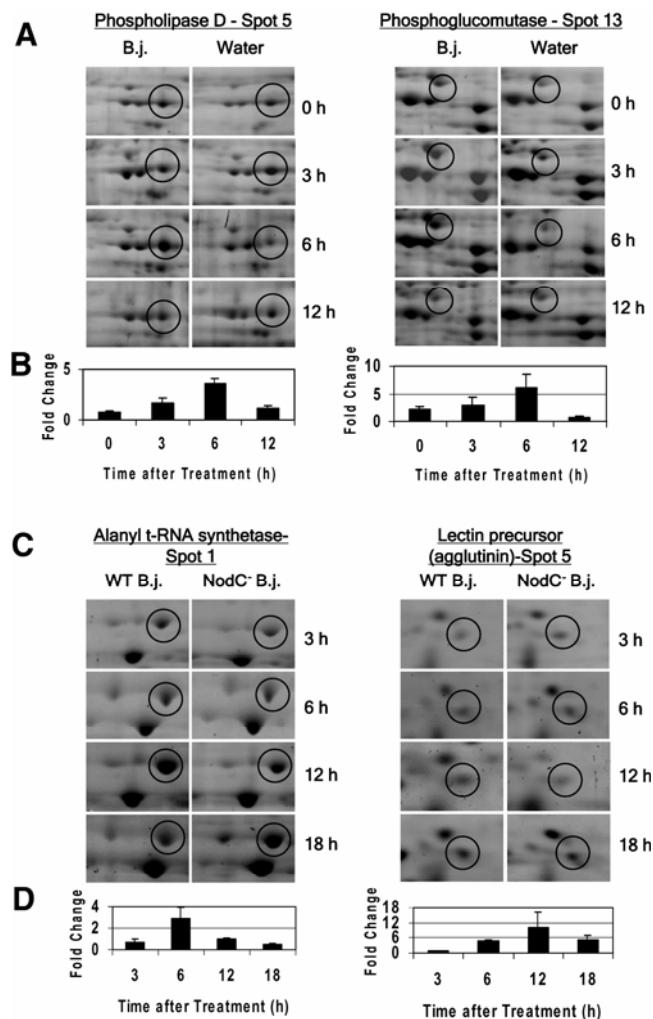 A
Phospholipase D - Spot 5
Phosphoglucomutase - Spot 13
B.j.
Water
B.j.
Water
0 h
0 h
3 h
3 h
6 h
6 h
12 h
12 h
B
Fold Change
5
0
0 3 6 12
Time after Treatment (h)
Fold Change
10
5
0
0 3 6 12
Time after Treatment (h)
C
Alanyl t-RNA synthetase-
Spot 1
Lectin precursor
(agglutinin)-Spot 5
WT B.j.
NodC⁻ B.j.
WT B.j.
NodC⁻ B.j.
3 h
3 h
6 h
6 h
12 h
12 h
18 h
18 h
D
Fold Change
4
2
0
3 6 12 18
Time after Treatment (h)
Fold Change
18
12
6
0
3 6 12 18
Time after Treatment (h)